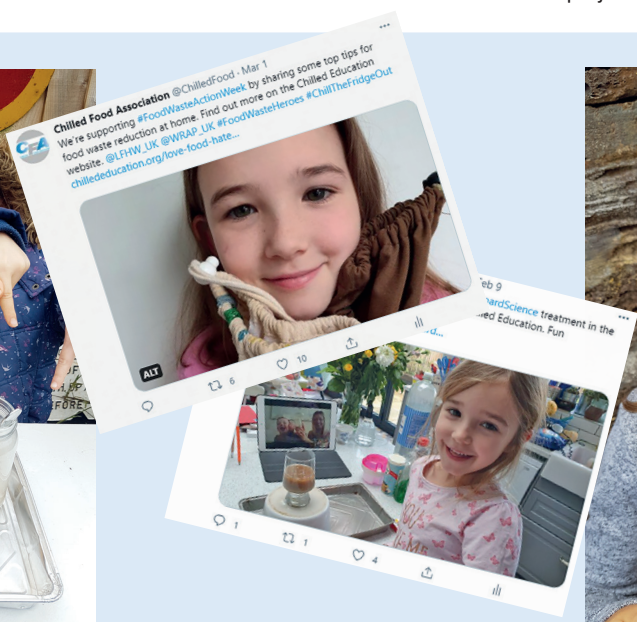 Chilled Food Association @ChilledFood · Mar 1
We're supporting #FoodWasteActionWeek by sharing some top tips for
food waste reduction at home. Find out more on the Chilled Education
website. @LFHW_UK @WRAP_UK #FoodWasteHeroes #ChillTheFridgeOut
chillededucation.org/love-food-hate...
CFA
ALT
6
10
Feb 9
treatment in the
Education. Fun
1
1
4